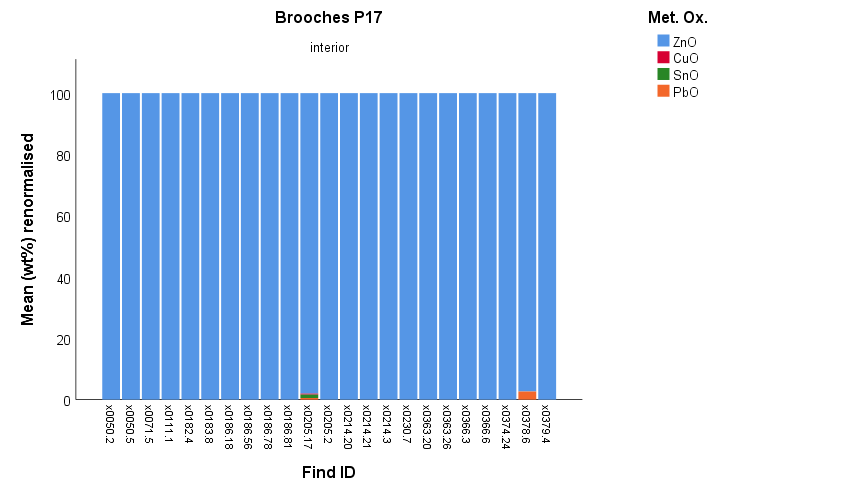 Brooches P17
interior
Met. Ox.
ZnO
CuO
SnO
PbO
Mean (wt%) renormalised
100
80
60
40
20
0
x0050.2
x0050.5
x0071.5
x0111.1
x0182.4
x0183.8
x0186.18
x0186.56
x0186.78
x0186.81
x0205.17
x0205.2
x0214.20
x0214.21
x0214.3
x0230.7
x0363.20
x0363.26
x0366.3
x0366.6
x0374.24
x0378.6
x0379.4
Find ID